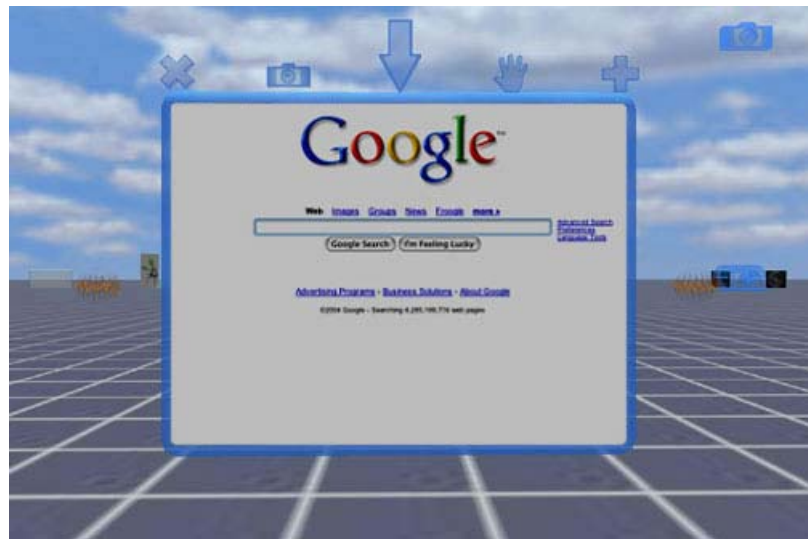 Google™
Web Images Groups News Froogle more »
Advanced Search
Preferences
Language Tools
Google Search I'm Feeling Lucky
Advertising Programs - Business Solutions - About Google
©2004 Google - Searching 4,285,199,774 web pages